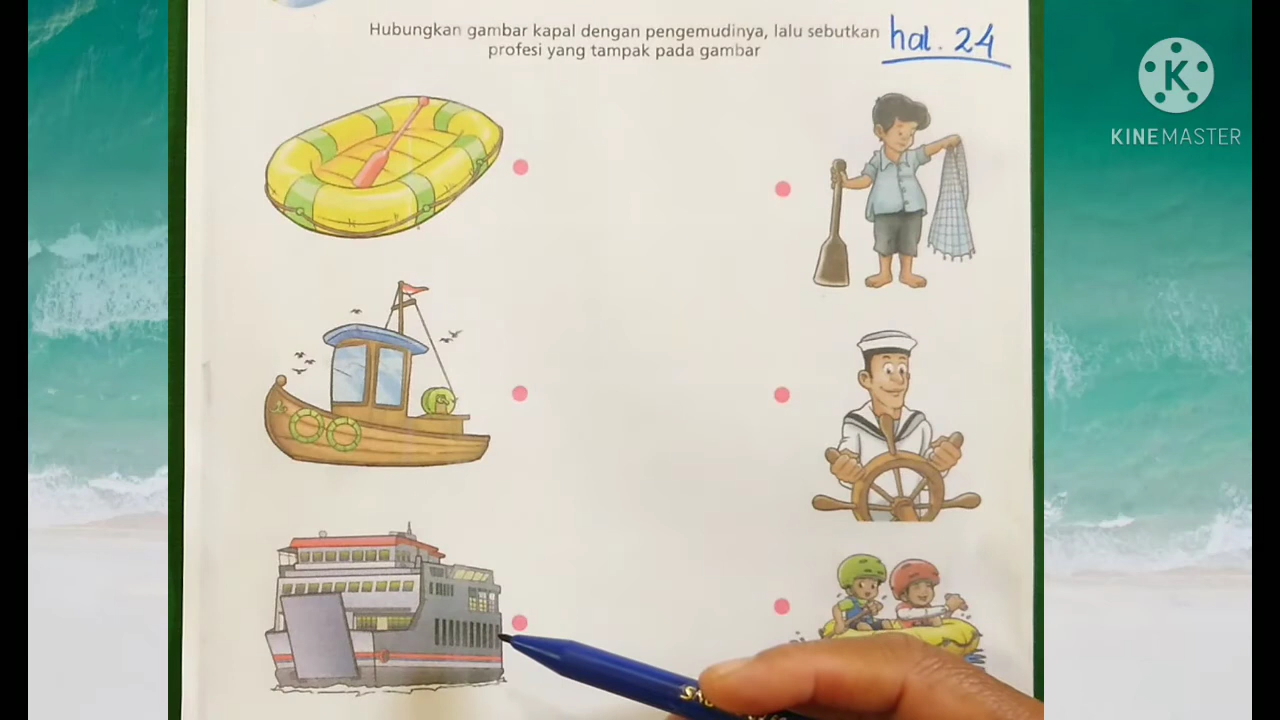 Hubungkan gambar kapal dengan pengemudinya, lalu sebutkan
profesi yang tampak pada gambar
hal. 24
K
KINEMASTER